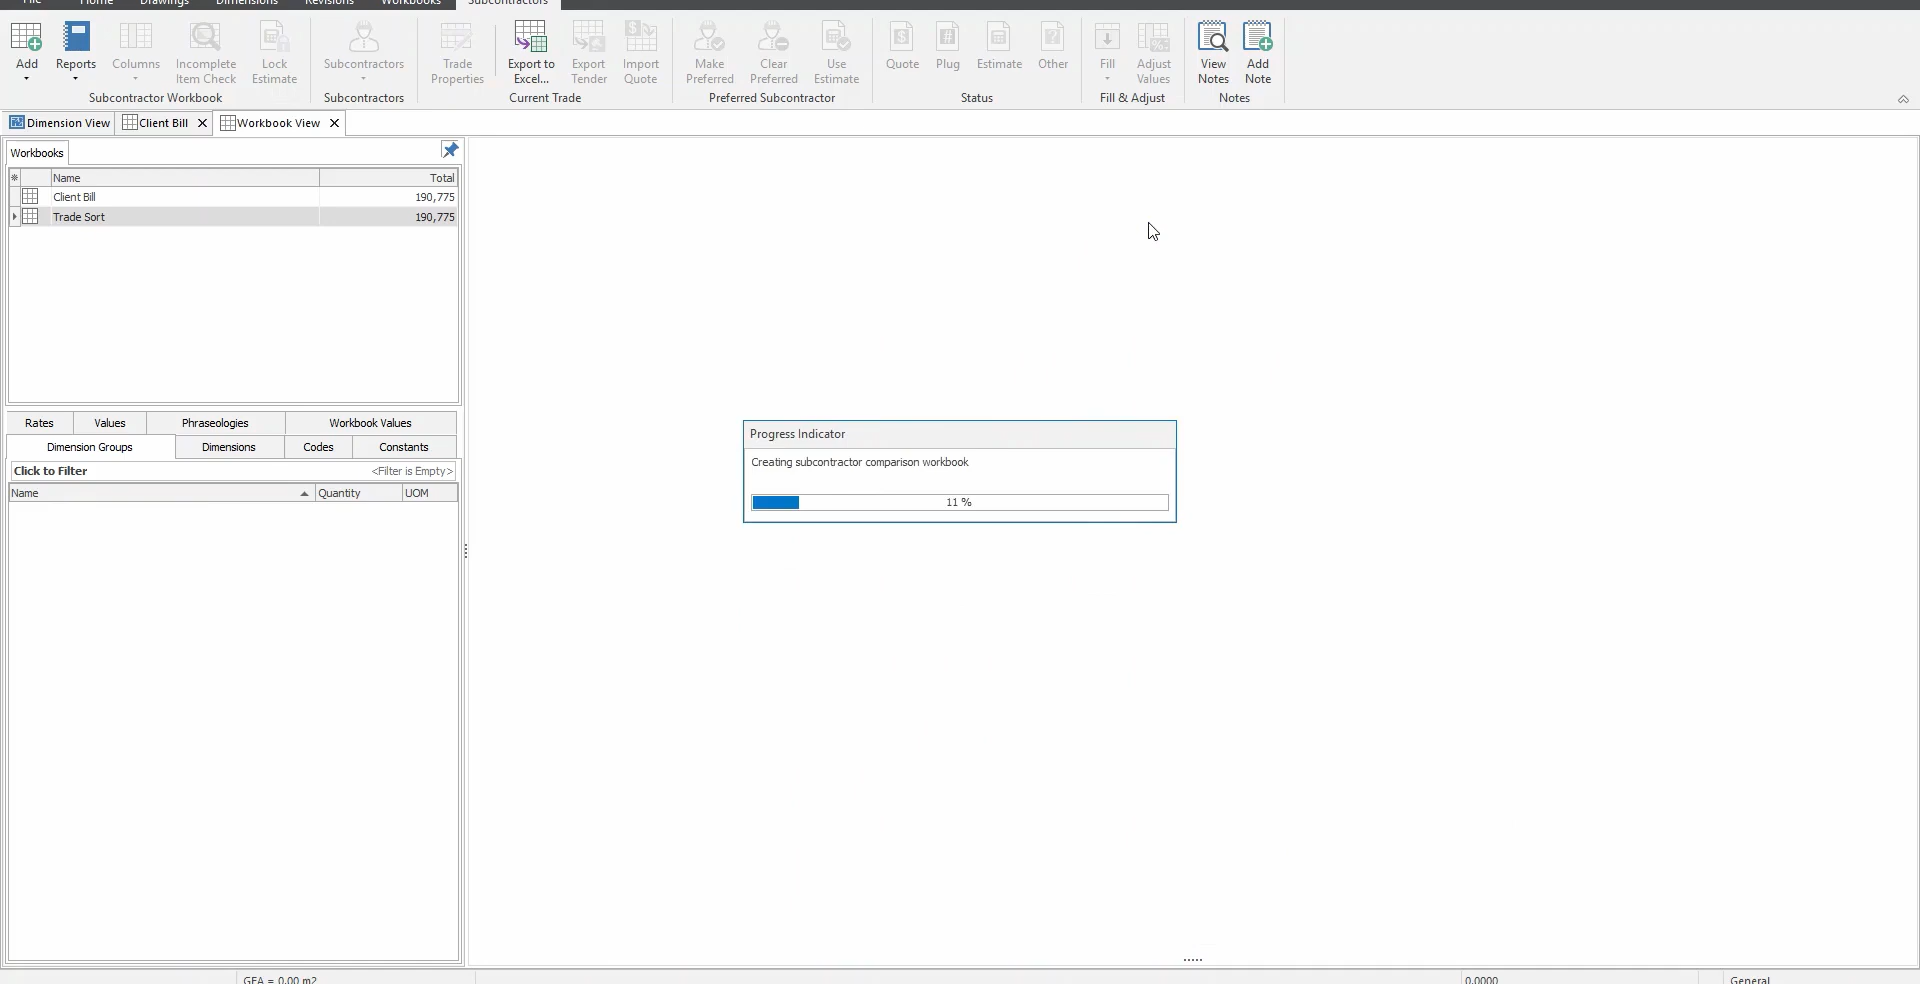 File Home Drawings Dimensions Revisions Workbooks Subcontractors
Add Reports Columns Incomplete Item Check Lock Estimate
Subcontractor Workbook
Subcontractors
Subcontractors
Trade Properties Export to Excel... Export Tender Import Quote
Current Trade
Make Preferred Clear Preferred Use Estimate
Preferred Subcontractor
Quote Plug Estimate Other
Status
Fill Adjust Values
Fill & Adjust
View Notes Add Note
Notes
Dimension View Client Bill Workbook View
Workbooks
Name Total
Client Bill 190,775
Trade Sort 190,775
Rates Values Phraseologies Workbook Values
Dimension Groups Dimensions Codes Constants
Click to Filter <Filter is Empty>
Name Quantity UOM
Progress Indicator
Creating subcontractor comparison workbook
11 %
GFA = 0.00 m2 0.0000 General